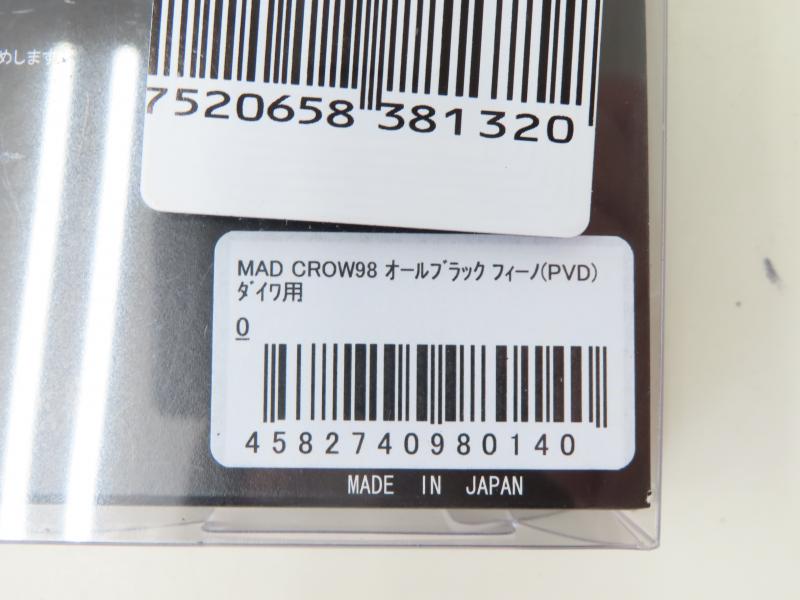 めします。
7520658 381320
MAD CROW98 ｵｰﾙﾌﾞﾗｯｸ ﾌｨｰﾉ(PVD)
ﾀﾞｲﾜ用
0
4582740980140
MADE IN JAPAN